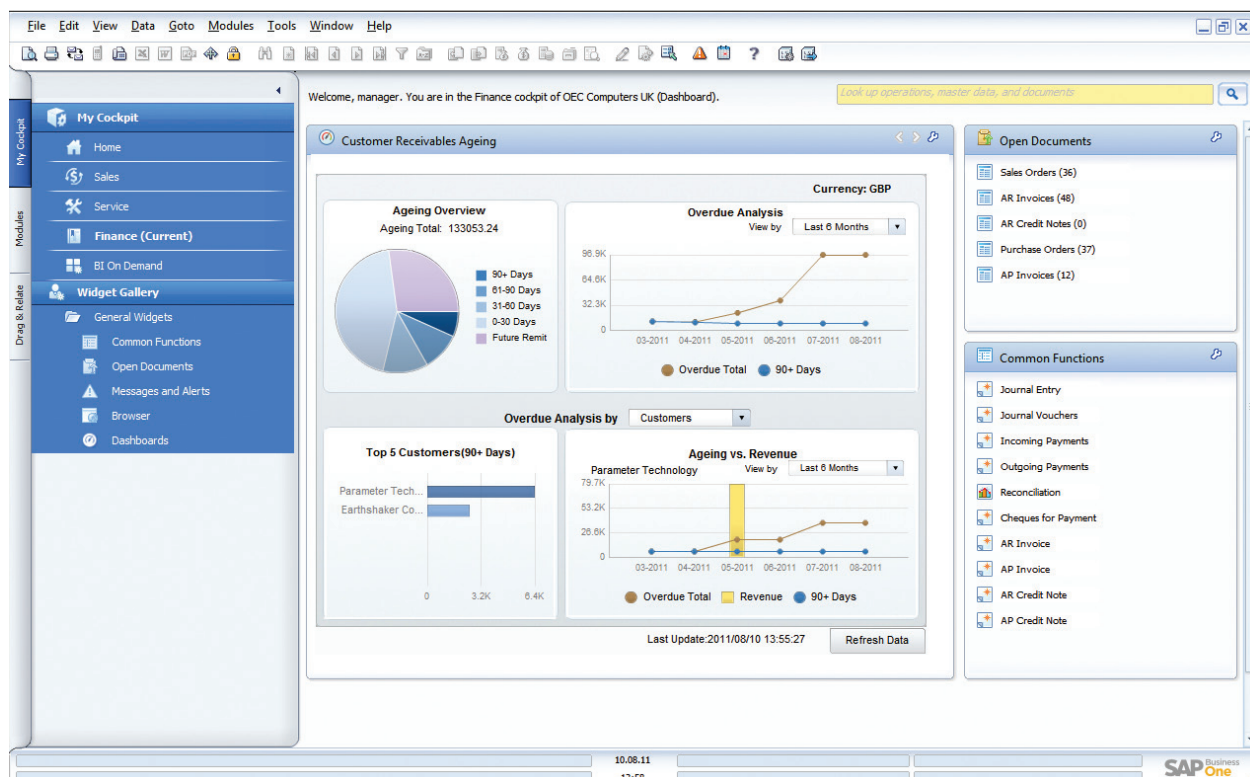 File Edit View Data Goto Modules Tools Window Help
Welcome, manager. You are in the Finance cockpit of OEC Computers UK (Dashboard).
Look up operations, master data, and documents
My Cockpit
Modules
Drag & Relate
My Cockpit
Home
Sales
Service
Finance (Current)
BI On Demand
Widget Gallery
General Widgets
Common Functions
Open Documents
Messages and Alerts
Browser
Dashboards
Customer Receivables Ageing
Currency: GBP
Ageing Overview
Ageing Total: 133053.24
90+ Days
61-90 Days
31-60 Days
0-30 Days
Future Remit
Overdue Analysis
View by Last 6 Months
96.9K
64.6K
32.3K
0
03-2011 04-2011 05-2011 06-2011 07-2011 08-2011
Overdue Total 90+ Days
Overdue Analysis by Customers
Top 5 Customers(90+ Days)
Parameter Tech...
Earthshaker Co...
0 3.2K 6.4K
Ageing vs. Revenue
Parameter Technology View by Last 6 Months
79.7K
53.2K
26.6K
0
03-2011 04-2011 05-2011 06-2011 07-2011 08-2011
Overdue Total Revenue 90+ Days
Last Update:2011/08/10 13:55:27 Refresh Data
Open Documents
Sales Orders (36)
AR Invoices (48)
AR Credit Notes (0)
Purchase Orders (37)
AP Invoices (12)
Common Functions
Journal Entry
Journal Vouchers
Incoming Payments
Outgoing Payments
Reconciliation
Cheques for Payment
AR Invoice
AP Invoice
AR Credit Note
AP Credit Note
10.08.11
SAP Business One